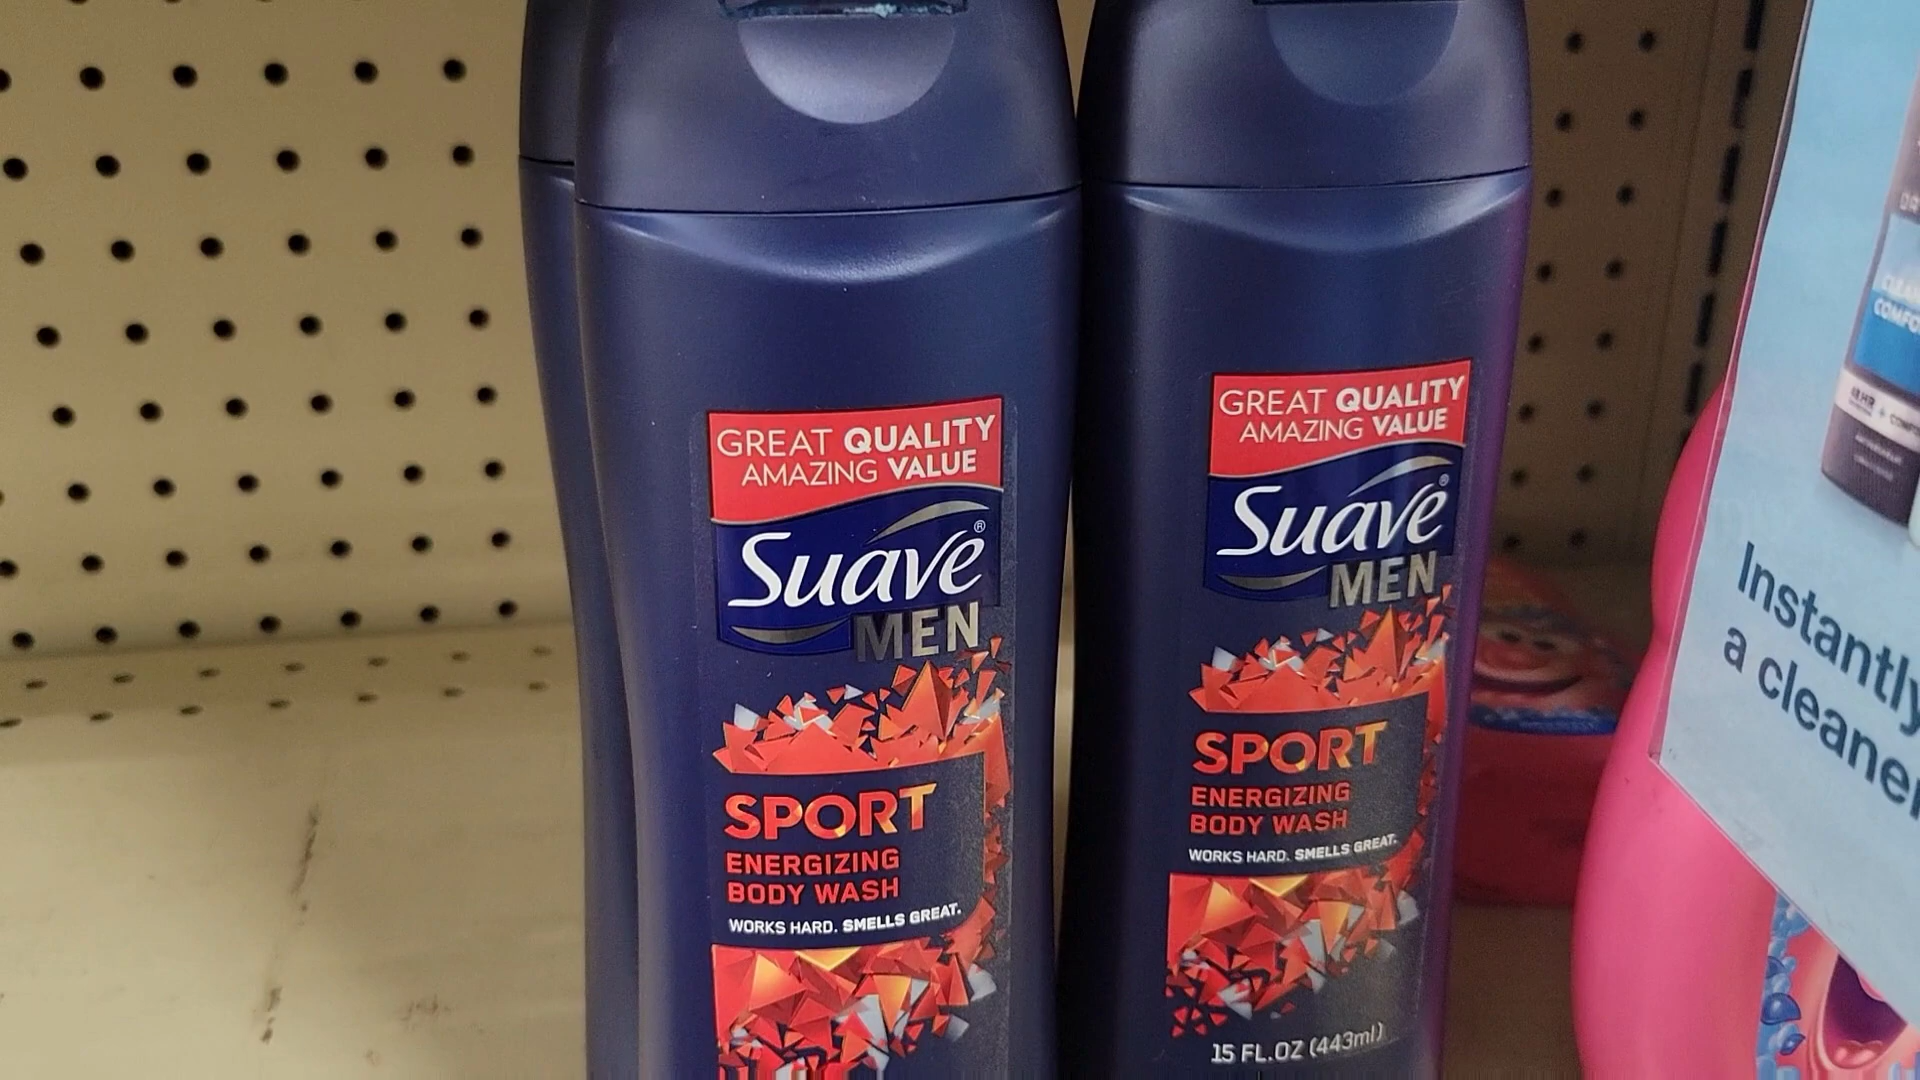 GREAT QUALITY
AMAZING VALUE
Suave®
MEN
SPORT
ENERGIZING
BODY WASH
WORKS HARD. SMELLS GREAT.
GREAT QUALITY
AMAZING VALUE
Suave®
MEN
SPORT
ENERGIZING
BODY WASH
WORKS HARD. SMELLS GREAT.
15 FL.OZ (443ml)
48HR
Instantly
a cleaner